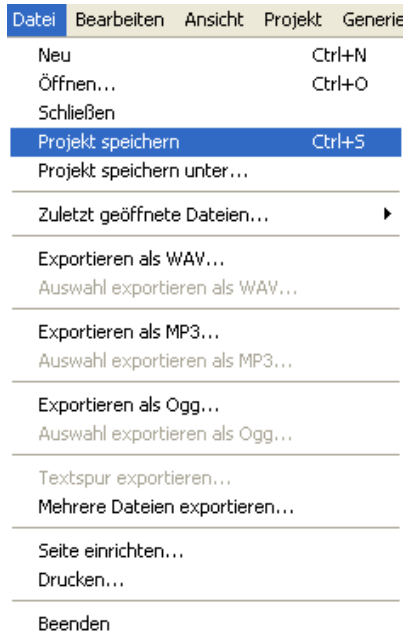 Datei Bearbeiten Ansicht Projekt Generie
Neu Ctrl+N
Öffnen... Ctrl+O
Schließen
Projekt speichern Ctrl+S
Projekt speichern unter...
Zuletzt geöffnete Dateien...
Exportieren als WAV...
Auswahl exportieren als WAV...
Exportieren als MP3...
Auswahl exportieren als MP3...
Exportieren als Ogg...
Auswahl exportieren als Ogg...
Textspur exportieren...
Mehrere Dateien exportieren...
Seite einrichten...
Drucken...
Beenden